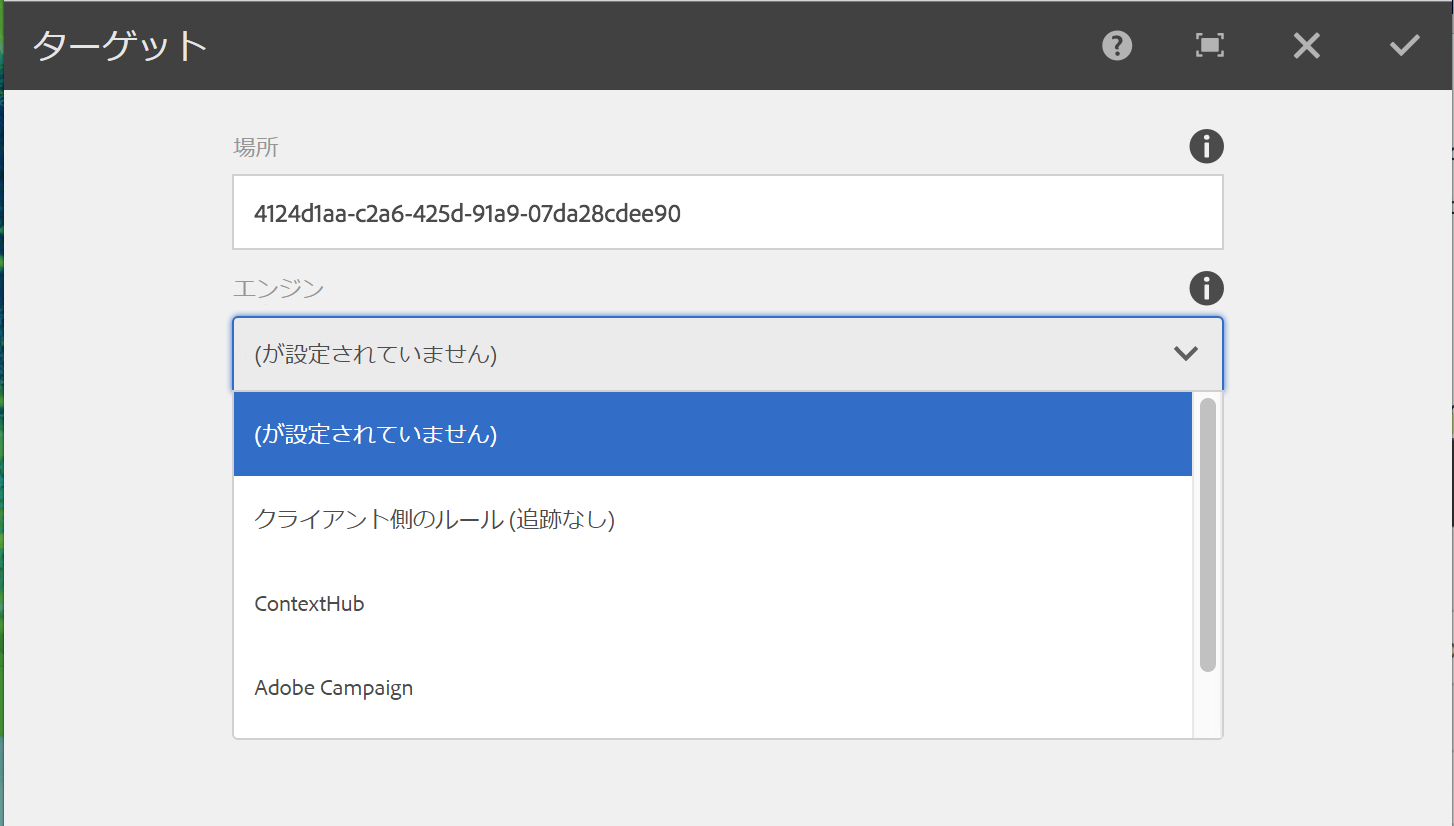 ターゲット
場所
4124d1aa-c2a6-425d-91a9-07da28cdee90
エンジン
(が設定されていません)
(が設定されていません)
クライアント側のルール (追跡なし)
ContextHub
Adobe Campaign